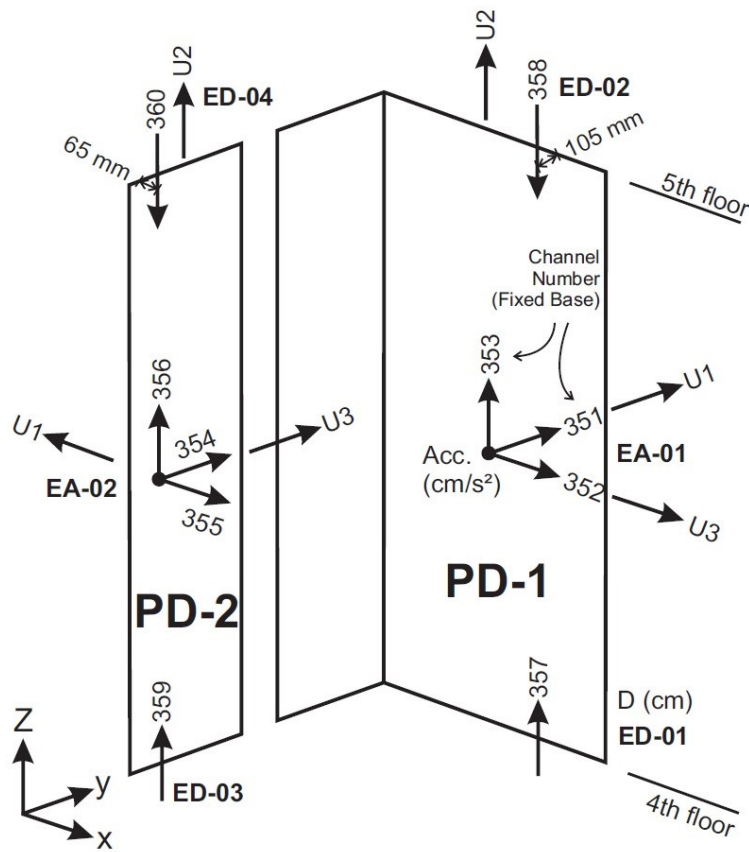 U2
360
ED-04
65 mm
U2
358
ED-02
105 mm
5th floor
Channel
Number
(Fixed Base)
353
351
U1
EA-01
352
U3
Acc.
(cm/s²)
PD-1
356
354
355
U1
U3
EA-02
PD-2
359
ED-03
357
D (cm)
ED-01
4th floor
Z
y
x